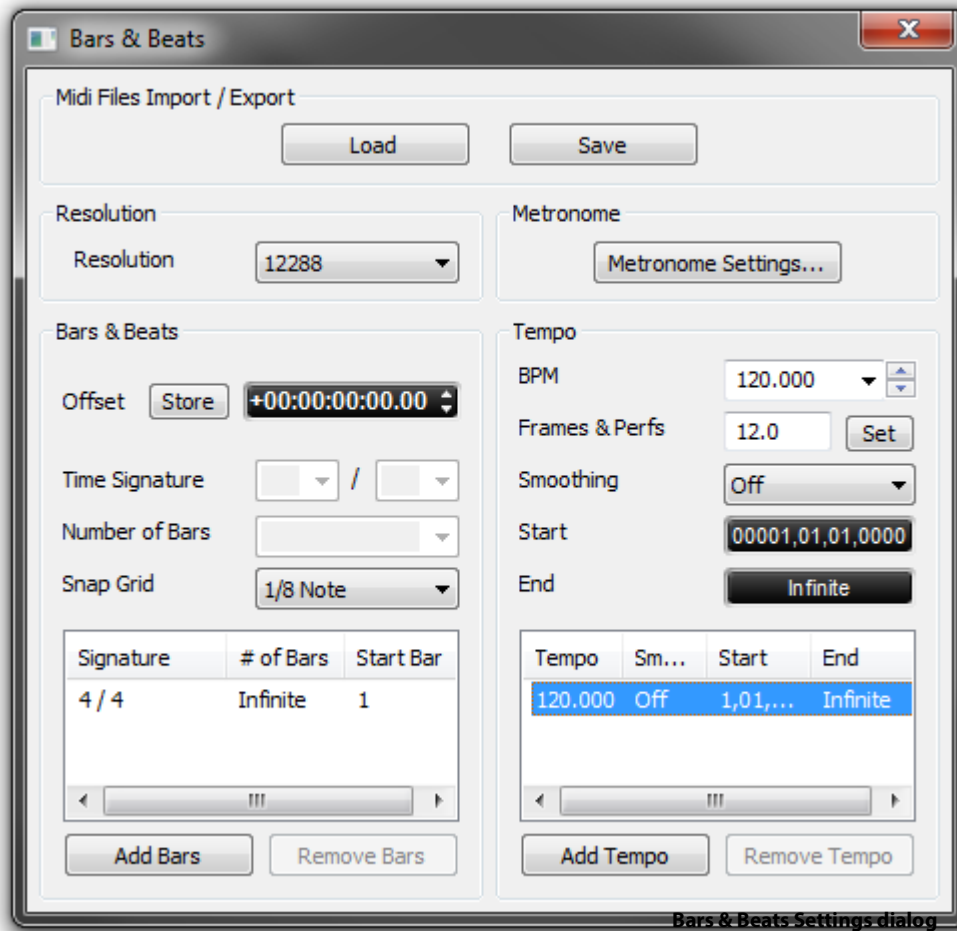 Bars & Beats
Midi Files Import / Export
Load Save
Resolution
Resolution 12288
Metronome
Metronome Settings...
Bars & Beats
Offset Store +00:00:00:00.00
Time Signature /
Number of Bars
Snap Grid 1/8 Note
Signature # of Bars Start Bar
4 / 4 Infinite 1
Add Bars Remove Bars
Tempo
BPM 120.000
Frames & Perfs 12.0 Set
Smoothing Off
Start 00001,01,01,0000
End Infinite
Tempo Sm... Start End
120.000 Off 1,01,... Infinite
Add Tempo Remove Tempo
Bars & Beats Settings dialog